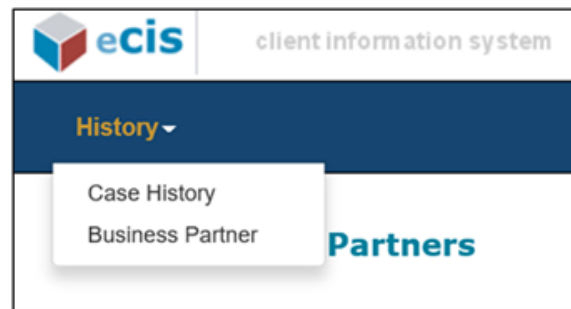 ecis client information system
History
Case History
Business Partner
Partners